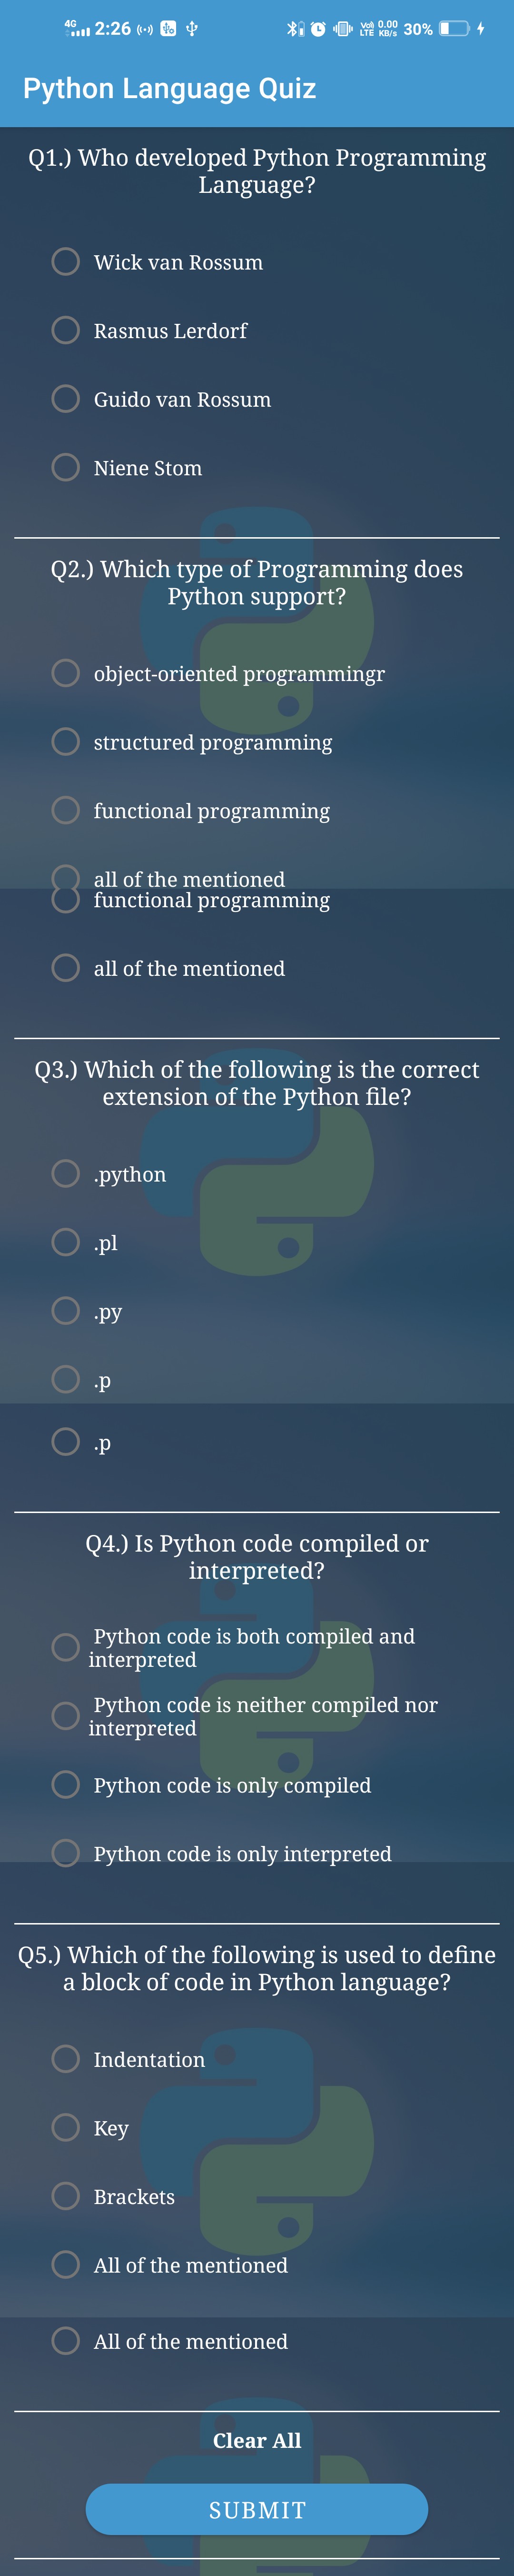 4G 2:26 VoI) LTE 0.00 KB/s 30%
Python Language Quiz
Q1.) Who developed Python Programming
Language?
Wick van Rossum
Rasmus Lerdorf
Guido van Rossum
Niene Stom
Q2.) Which type of Programming does
Python support?
object-oriented programmingr
structured programming
functional programming
all of the mentioned
functional programming
all of the mentioned
Q3.) Which of the following is the correct
extension of the Python file?
.python
.pl
.py
.p
.p
Q4.) Is Python code compiled or
interpreted?
Python code is both compiled and
interpreted
Python code is neither compiled nor
interpreted
Python code is only compiled
Python code is only interpreted
Q5.) Which of the following is used to define
a block of code in Python language?
Indentation
Key
Brackets
All of the mentioned
All of the mentioned
Clear All
SUBMIT